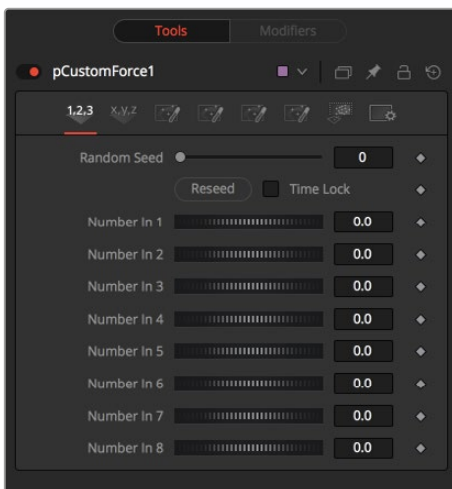 Tools Modifiers
pCustomForce1
1,2,3 x,y,z
Random Seed 0
Reseed Time Lock
Number In 1 0.0
Number In 2 0.0
Number In 3 0.0
Number In 4 0.0
Number In 5 0.0
Number In 6 0.0
Number In 7 0.0
Number In 8 0.0